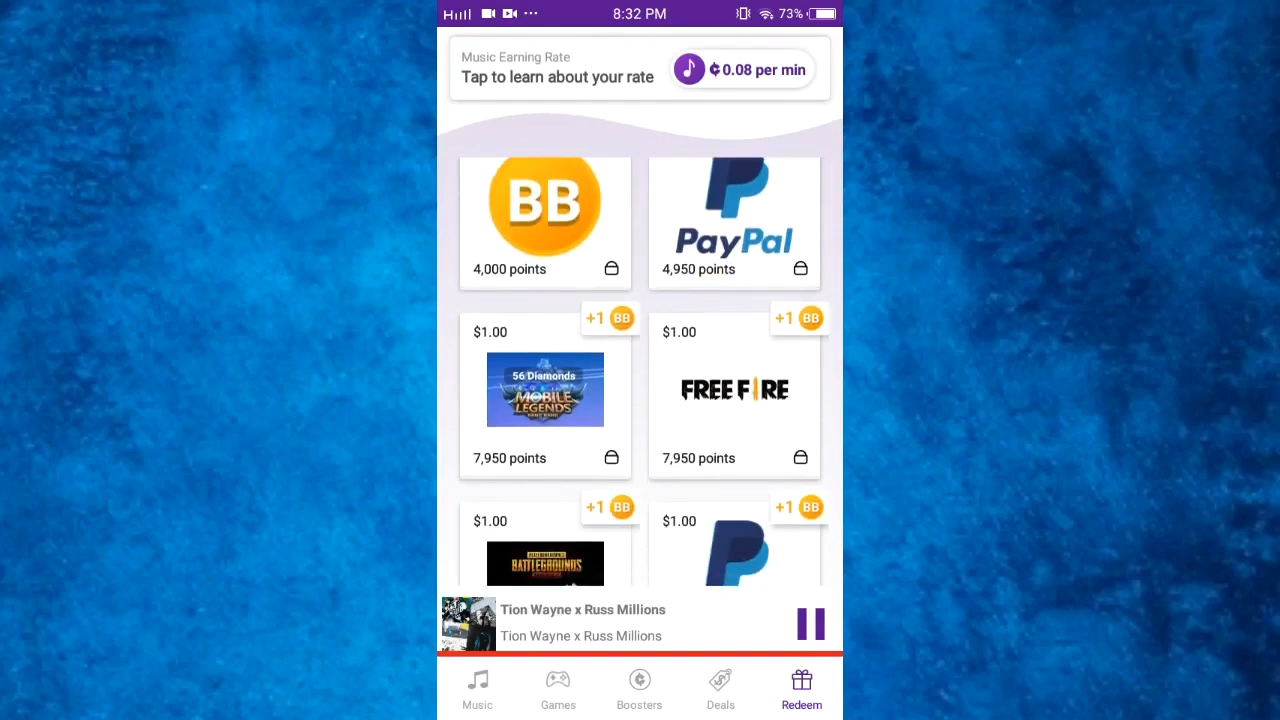 8:32 PM
73%
Music Earning Rate
Tap to learn about your rate
¢ 0.08 per min
BB
4,000 points
PayPal
4,950 points
+1 BB
$1.00
56 Diamonds
MOBILE
LEGENDS
BANG BANG
7,950 points
+1 BB
$1.00
FREE FIRE
7,950 points
+1 BB
$1.00
BATTLEGROUNDS
+1 BB
$1.00
Tion Wayne x Russ Millions
Tion Wayne x Russ Millions
Music
Games
Boosters
Deals
Redeem